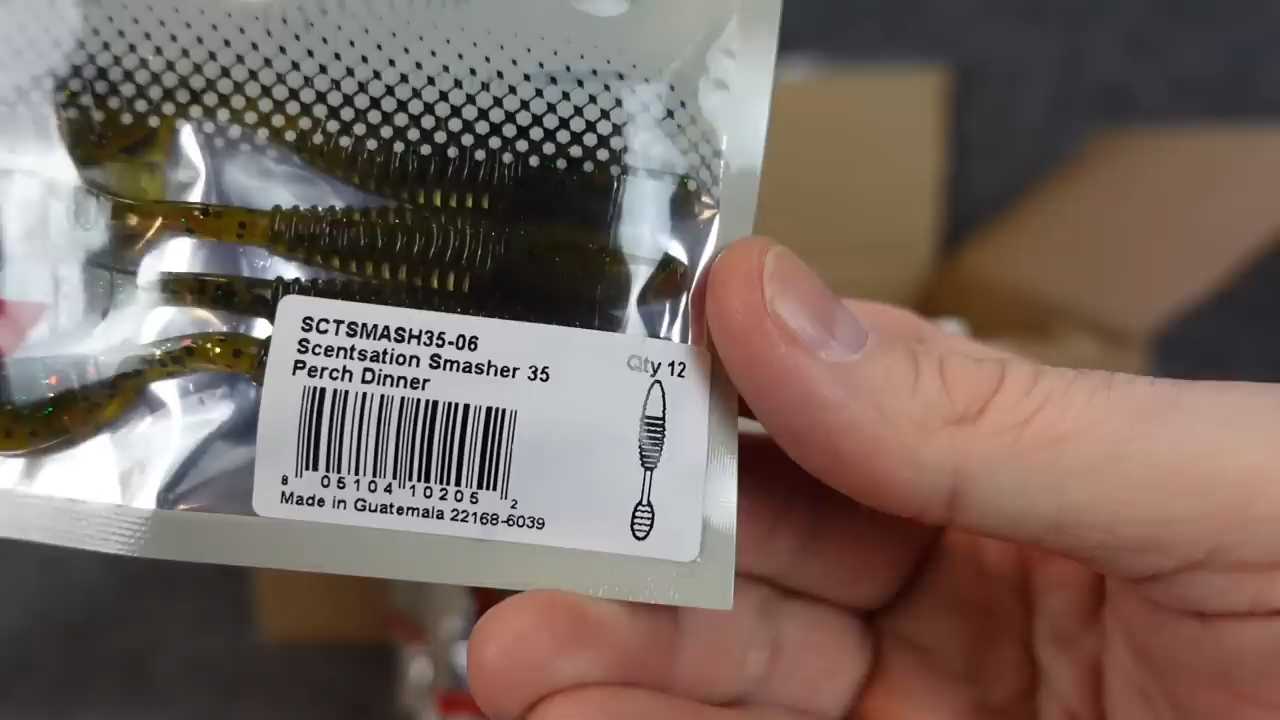 SCTSMASH35-06
Scentsation Smasher 35
Perch Dinner
Qty 12
8 05104 10205 2
Made in Guatemala 22168-6039